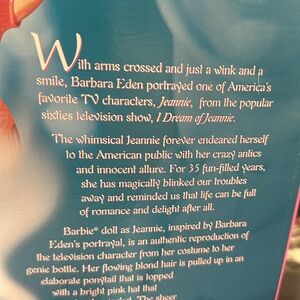 With arms crossed and just a wink and a
smile, Barbara Eden portrayed one of America's
favorite TV characters, Jeannie, from the popular
sixties television show, I Dream of Jeannie.
The whimsical Jeannie forever endeared herself
to the American public with her crazy antics
and innocent allure. For 35 fun-filled years,
she has magically blinked our troubles
away and reminded us that life can be full
of romance and delight after all.
Barbie® doll as Jeannie, inspired by Barbara
Eden's portrayal, is an authentic reproduction of
the television character from her costume to her
genie bottle. Her flowing blond hair is pulled up in an
elaborate ponytail that is topped
with a bright pink hat that
The sheer